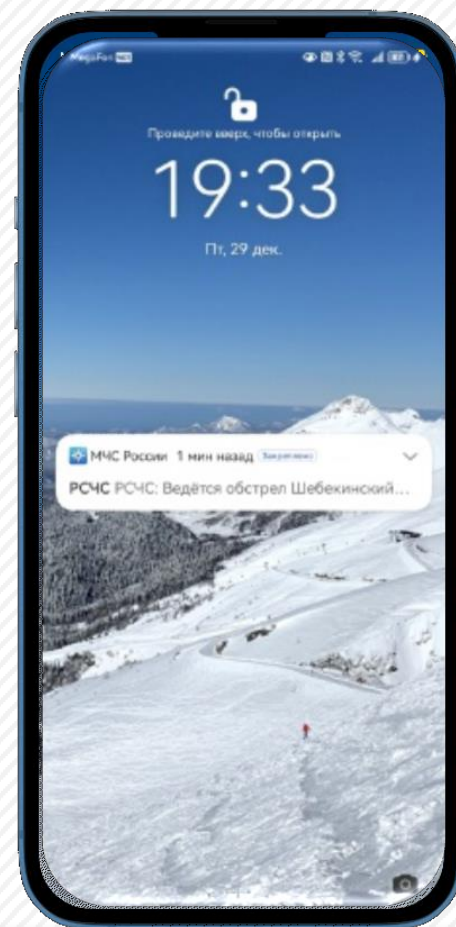 MegaFon
Проведите вверх, чтобы открыть
19:33
Пт, 29 дек.
МЧС России 1 мин назад Закреплено
РСЧС РСЧС: Ведётся обстрел Шебекинский...